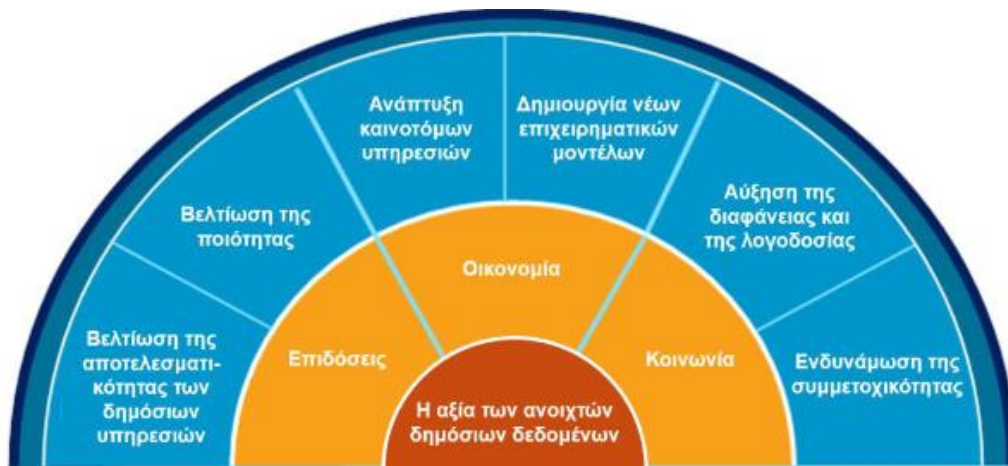 Ανάπτυξη
καινοτόμων
υπηρεσιών
Δημιουργία νέων
επιχειρηματικών
μοντέλων
Βελτίωση της
ποιότητας
Αύξηση της
διαφάνειας και
της λογοδοσίας
Οικονομία
Βελτίωση της
αποτελεσματι-
κότητας των
δημόσιων
υπηρεσιών
Επιδόσεις
Κοινωνία
Ενδυνάμωση της
συμμετοχικότητας
Η αξία των ανοιχτών
δημόσιων δεδομένων